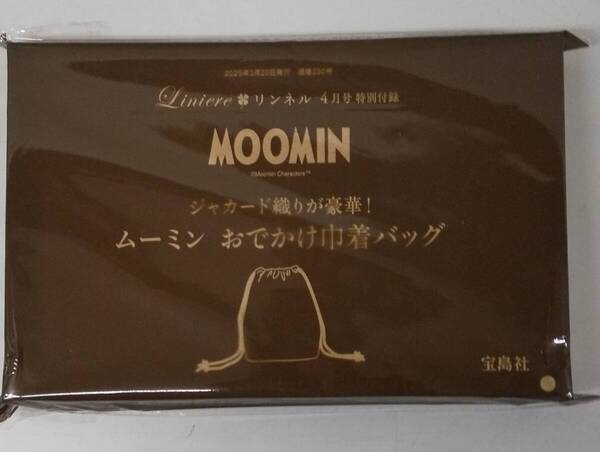 2025年3月20日発行 通巻230号
Liniere リンネル 4月号 特別付録
MOOMIN
©Moomin Characters™
ジャカード織りが豪華!
ムーミン おでかけ巾着バッグ
宝島社